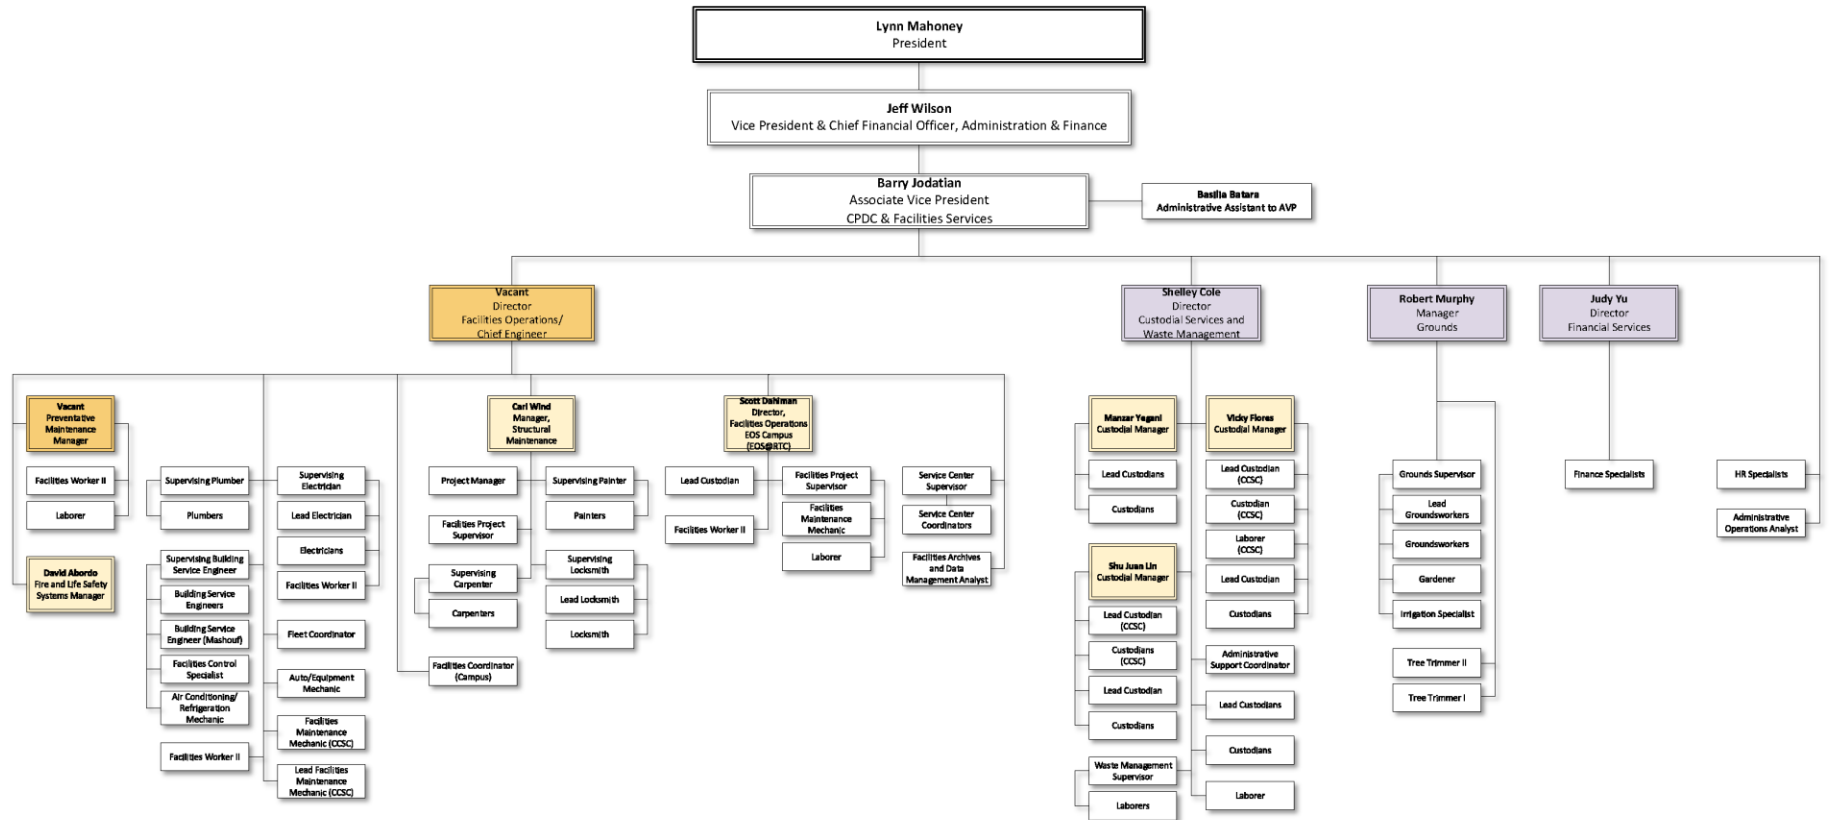 Lynn Mahoney
President
Jeff Wilson
Vice President & Chief Financial Officer, Administration & Finance
Barry Jodatian
Associate Vice President
CPDC & Facilities Services
Basilia Batara
Administrative Assistant to AVP
Vacant
Director
Facilities Operations/
Chief Engineer
Shelley Cole
Director
Custodial Services and
Waste Management
Robert Murphy
Manager
Grounds
Judy Yu
Director
Financial Services
Vacant
Preventative
Maintenance
Manager
Facilities Worker II
Laborer
David Abordo
Fire and Life Safety
Systems Manager
Supervising Plumber
Plumbers
Supervising Building
Service Engineer
Building Service
Engineers
Building Service
Engineer (Mashouf)
Facilities Control
Specialist
Air Conditioning/
Refrigeration
Mechanic
Facilities Worker II
Supervising
Electrician
Lead Electrician
Electricians
Facilities Worker II
Fleet Coordinator
Auto/Equipment
Mechanic
Facilities
Maintenance
Mechanic (CCSC)
Lead Facilities
Maintenance
Mechanic (CCSC)
Carl Wind
Manager,
Structural
Maintenance
Project Manager
Facilities Project
Supervisor
Supervising
Carpenter
Carpenters
Facilities Coordinator
(Campus)
Supervising Painter
Painters
Supervising
Locksmith
Lead Locksmith
Locksmith
Scott Dahlman
Director,
Facilities Operations
EOS Campus
(EOS@RTC)
Lead Custodian
Facilities Worker II
Facilities Project
Supervisor
Facilities
Maintenance
Mechanic
Laborer
Service Center
Supervisor
Service Center
Coordinators
Facilities Archives
and Data
Management Analyst
Manzar Yegani
Custodial Manager
Lead Custodians
Custodians
Shu Juan Lin
Custodial Manager
Lead Custodian
(CCSC)
Custodians
(CCSC)
Lead Custodian
Custodians
Waste Management
Supervisor
Laborers
Vicky Flores
Custodial Manager
Lead Custodian
(CCSC)
Custodian
(CCSC)
Laborer
(CCSC)
Lead Custodian
Custodians
Administrative
Support Coordinator
Lead Custodians
Custodians
Laborer
Grounds Supervisor
Lead
Groundsworkers
Groundsworkers
Gardener
Irrigation Specialist
Tree Trimmer II
Tree Trimmer I
Finance Specialists
HR Specialists
Administrative
Operations Analyst